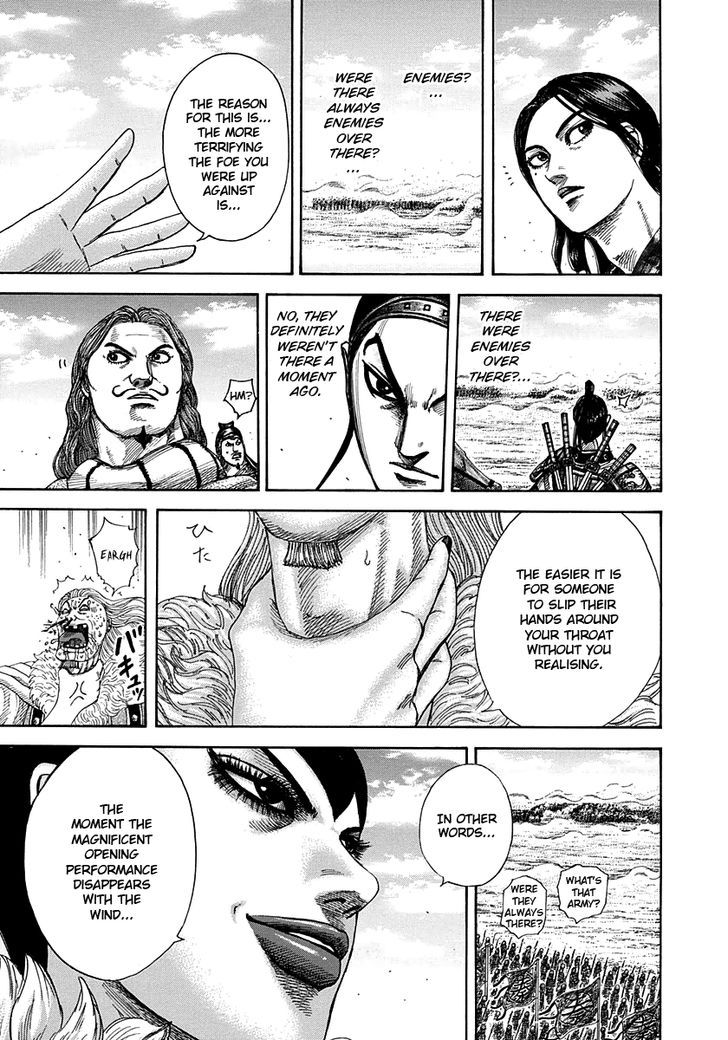 ENEMIES?
...
WERE
THERE
ALWAYS
ENEMIES
OVER
THERE?
...
THE REASON
FOR THIS IS...
THE MORE
TERRIFYING
THE FOE YOU
WERE UP
AGAINST
IS...
THERE
WERE
ENEMIES
OVER
THERE?...
NO, THEY
DEFINITELY
WEREN'T
THERE A
MOMENT
AGO.
HM?
THE EASIER IT IS
FOR SOMEONE
TO SLIP THEIR
HANDS AROUND
YOUR THROAT
WITHOUT YOU
REALISING.
ひた
EARGH
バキュッ
WHAT'S
THAT
ARMY?
WERE
THEY
ALWAYS
THERE?
IN OTHER
WORDS...
THE
MOMENT THE
MAGNIFICENT
OPENING
PERFORMANCE
DISAPPEARS
WITH THE
WIND...